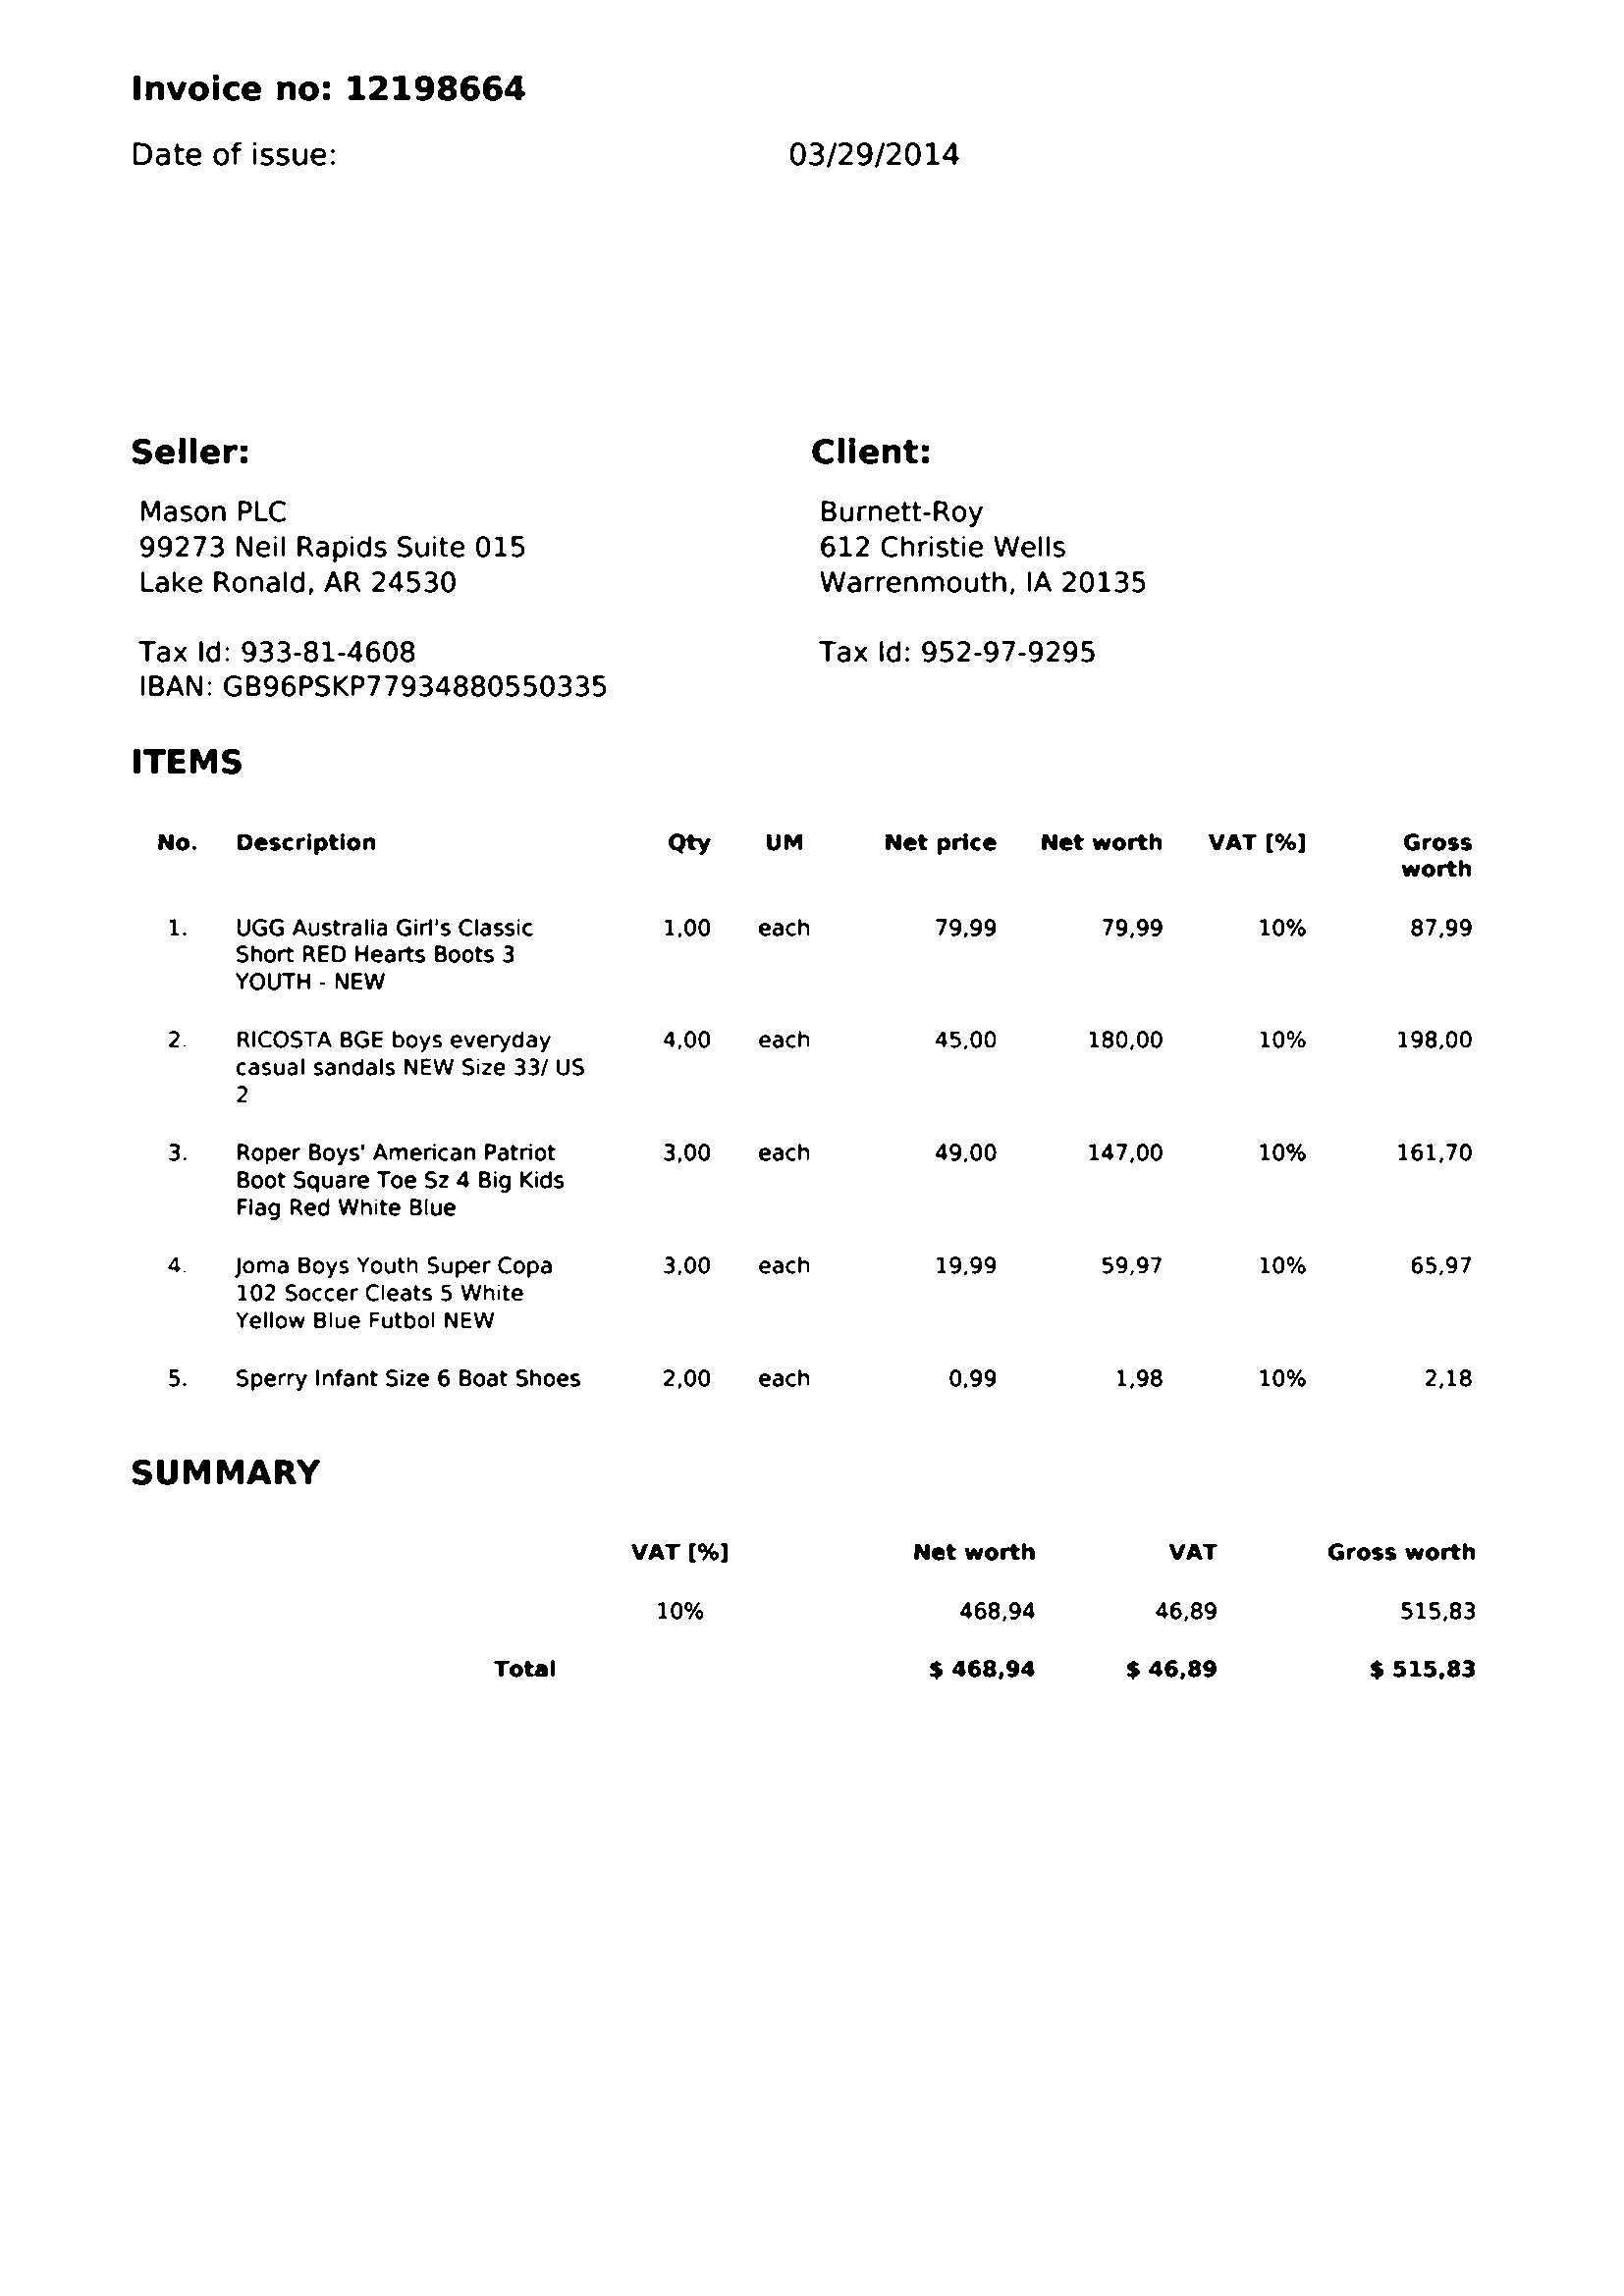 Invoice no: 12198664
Date of issue: 03/29/2014
Seller: Client:
Mason PLC Burnett-Roy
99273 Neil Rapids Suite 015 612 Christie Wells
Lake Ronald, AR 24530 Warrenmouth, IA 20135
Tax Id: 933-81-4608 Tax Id: 952-97-9295
IBAN: GB96PSKP77934880550335
ITEMS
No. Description Qty UM Net price Net worth VAT [%] Gross
worth
1. UGG Australia Girl's Classic 1,00 each 79,99 79,99 10% 87,99
Short RED Hearts Boots 3
YOUTH - NEW
2. RICOSTA BGE boys everyday 4,00 each 45,00 180,00 10% 198,00
casual sandals NEW Size 33/ US
2
3. Roper Boys' American Patriot 3,00 each 49,00 147,00 10% 161,70
Boot Square Toe Sz 4 Big Kids
Flag Red White Blue
4. Joma Boys Youth Super Copa 3,00 each 19,99 59,97 10% 65,97
102 Soccer Cleats 5 White
Yellow Blue Futbol NEW
5. Sperry Infant Size 6 Boat Shoes 2,00 each 0,99 1,98 10% 2,18
SUMMARY
VAT [%] Net worth VAT Gross worth
10% 468,94 46,89 515,83
Total $ 468,94 $ 46,89 $ 515,83